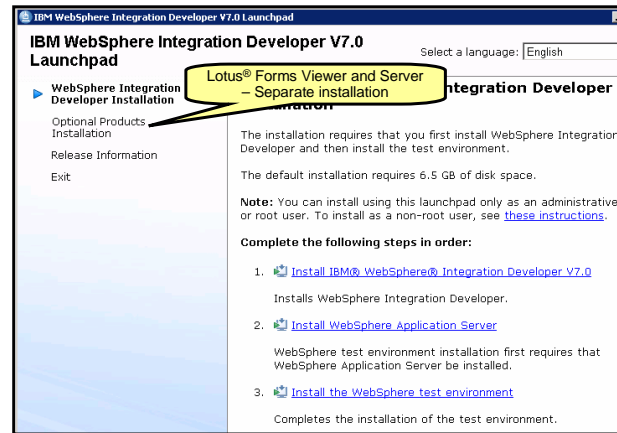 IBM WebSphere Integration Developer V7.0 Launchpad
IBM WebSphere Integration Developer V7.0
Launchpad
Select a language: English
WebSphere Integration
Developer Installation
Optional Products
Installation
Release Information
Exit
Lotus® Forms Viewer and Server
– Separate installation
Integration Developer
Installation
The installation requires that you first install WebSphere Integration
Developer and then install the test environment.
The default installation requires 6.5 GB of disk space.
Note: You can install using this launchpad only as an administrative
or root user. To install as a non-root user, see these instructions.
Complete the following steps in order:
1. Install IBM® WebSphere® Integration Developer V7.0
Installs WebSphere Integration Developer.
2. Install WebSphere Application Server
WebSphere test environment installation first requires that
WebSphere Application Server be installed.
3. Install the WebSphere test environment
Completes the installation of the test environment.